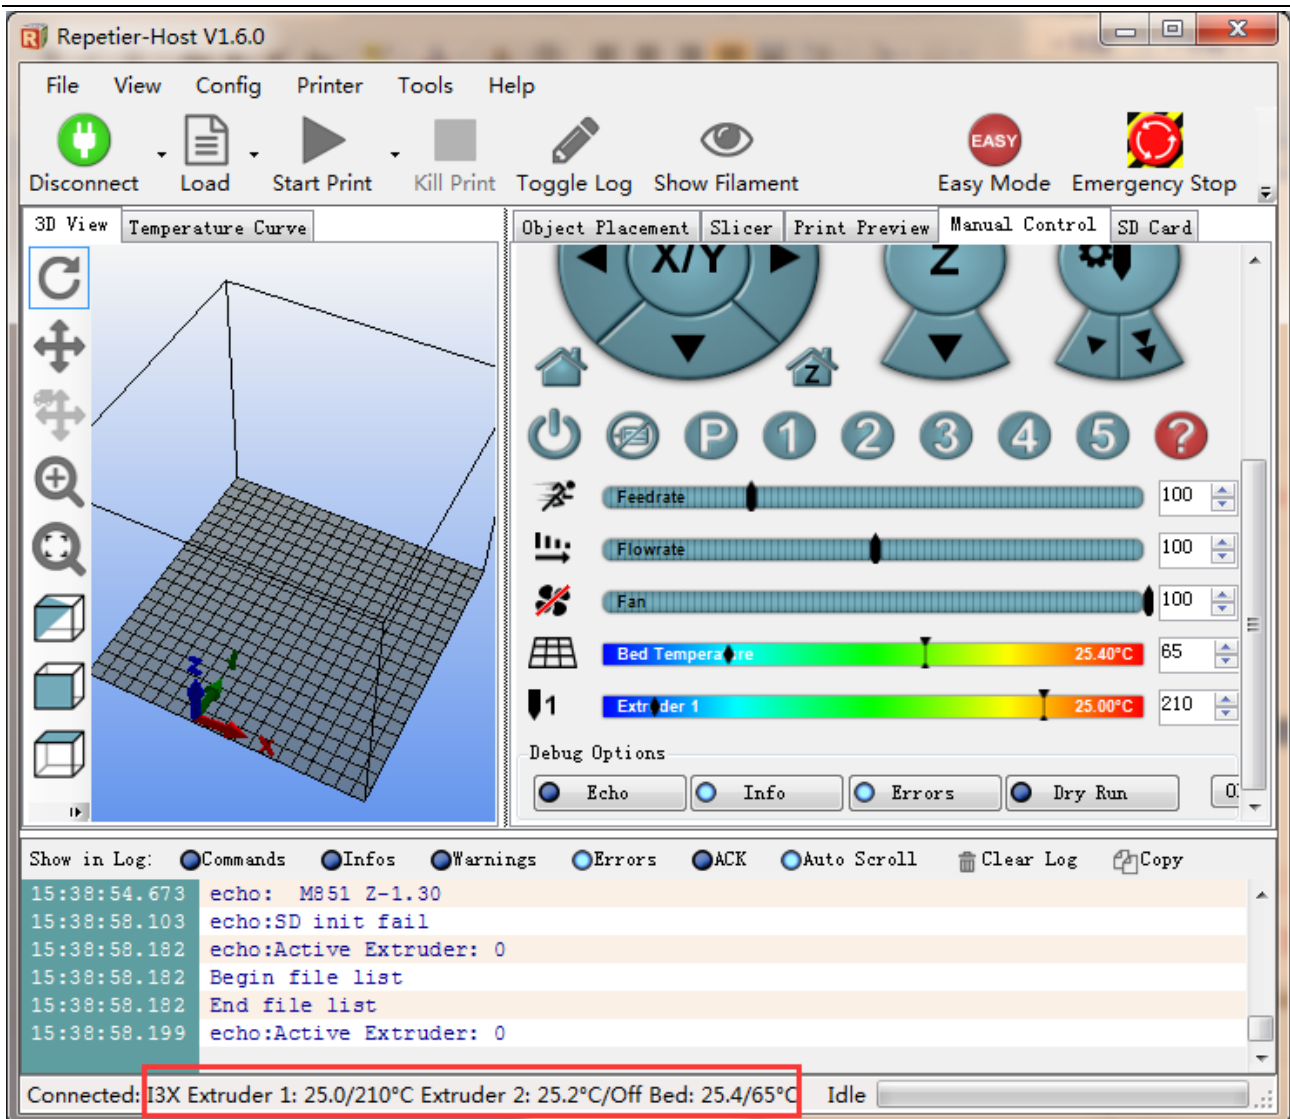 Repetier-Host V1.6.0
X
File View Config Printer Tools Help
EASY
Disconnect Load Start Print Kill Print Toggle Log Show Filament Easy Mode Emergency Stop
3D View Temperature Curve Object Placement Slicer Print Preview Manual Control SD Card
X/Y Z
Z
P 1 2 3 4 5 ?
Feedrate 100
Flowrate 100
Fan 100
Bed Temperature 25.40°C 65
1 Extruder 1 25.00°C 210
Z Y X
Debug Options
Echo Info Errors Dry Run
Show in Log: Commands Infos Warnings Errors ACK Auto Scroll Clear Log Copy
15:38:54.673 echo: M851 Z-1.30
15:38:58.103 echo:SD init fail
15:38:58.182 echo:Active Extruder: 0
15:38:58.182 Begin file list
15:38:58.182 End file list
15:38:58.199 echo:Active Extruder: 0
Connected: I3X Extruder 1: 25.0/210°C Extruder 2: 25.2°C/Off Bed: 25.4/65°C Idle